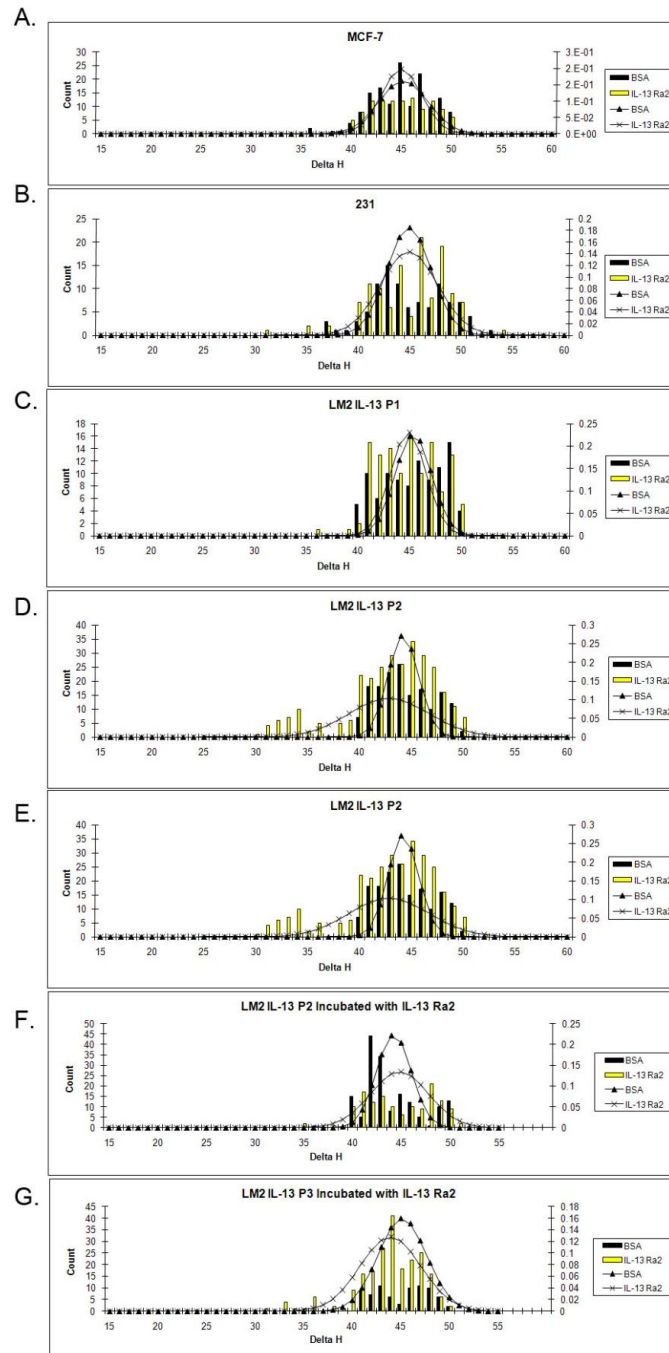 A.
MCF-7
30 25 20 15 10 5 0
Count
3.E-01 2.E-01 2.E-01 1.E-01 1.E-01 5.E-02 0.E+00
15 20 25 30 35 40 45 50 55 60
Delta H
BSA
IL-13 Ra2
BSA
IL-13 Ra2
B.
231
25 20 15 10 5 0
Count
0.2 0.18 0.16 0.14 0.12 0.1 0.08 0.06 0.04 0.02 0
15 20 25 30 35 40 45 50 55 60
Delta H
BSA
IL-13 Ra2
BSA
IL-13 Ra2
C.
LM2 IL-13 P1
18 16 14 12 10 8 6 4 2 0
Count
0.25 0.2 0.15 0.1 0.05 0
15 20 25 30 35 40 45 50 55 60
Delta H
BSA
IL-13 Ra2
BSA
IL-13 Ra2
D.
LM2 IL-13 P2
40 35 30 25 20 15 10 5 0
Count
0.3 0.25 0.2 0.15 0.1 0.05 0
15 20 25 30 35 40 45 50 55 60
Delta H
BSA
IL-13 Ra2
BSA
IL-13 Ra2
E.
LM2 IL-13 P2
40 35 30 25 20 15 10 5 0
Count
0.3 0.25 0.2 0.15 0.1 0.05 0
15 20 25 30 35 40 45 50 55 60
Delta H
BSA
IL-13 Ra2
BSA
IL-13 Ra2
F.
LM2 IL-13 P2 Incubated with IL-13 Ra2
50 45 40 35 30 25 20 15 10 5 0
Count
0.25 0.2 0.15 0.1 0.05 0
15 20 25 30 35 40 45 50 55
Delta H
BSA
IL-13 Ra2
BSA
IL-13 Ra2
G.
LM2 IL-13 P3 Incubated with IL-13 Ra2
45 40 35 30 25 20 15 10 5 0
Count
0.18 0.16 0.14 0.12 0.1 0.08 0.06 0.04 0.02 0
15 20 25 30 35 40 45 50 55
Delta H
BSA
IL-13 Ra2
BSA
IL-13 Ra2